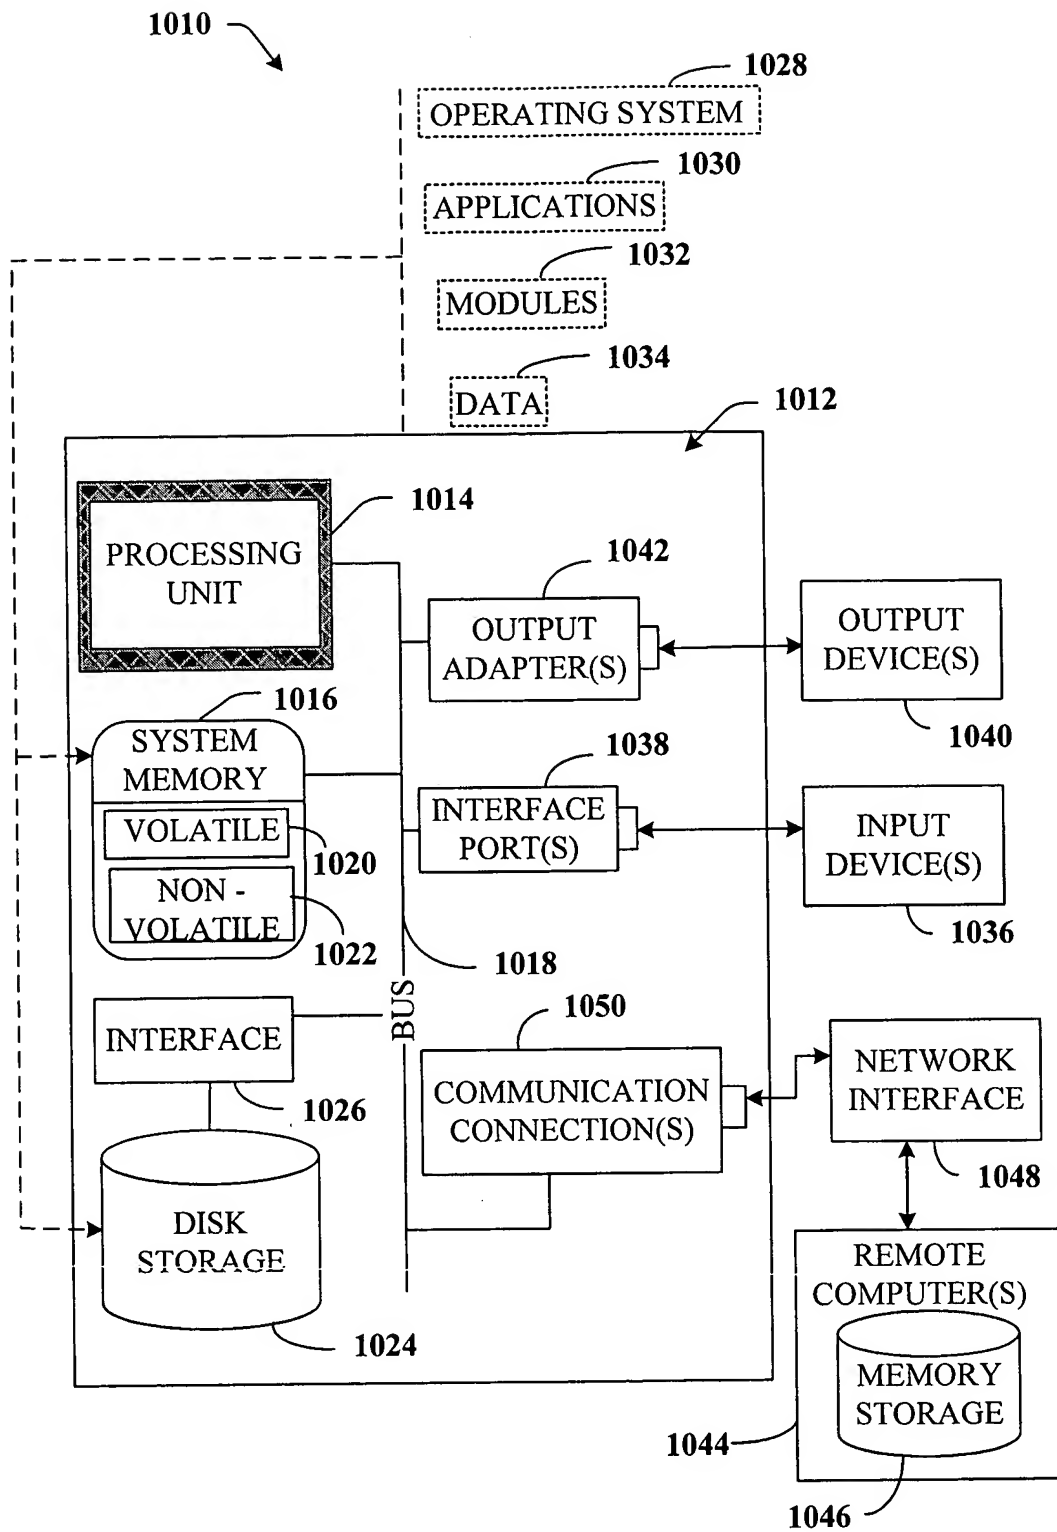 1010
1028
OPERATING SYSTEM
1030
APPLICATIONS
1032
MODULES
1034
DATA
1012
1014
PROCESSING
UNIT
1042
OUTPUT
ADAPTER(S)
OUTPUT
DEVICE(S)
1040
1016
SYSTEM
MEMORY
VOLATILE
1020
NON -
VOLATILE
1022
1038
INTERFACE
PORT(S)
INPUT
DEVICE(S)
1036
1018
BUS
INTERFACE
1026
1050
COMMUNICATION
CONNECTION(S)
NETWORK
INTERFACE
1048
DISK
STORAGE
1024
REMOTE
COMPUTER(S)
MEMORY
STORAGE
1044
1046